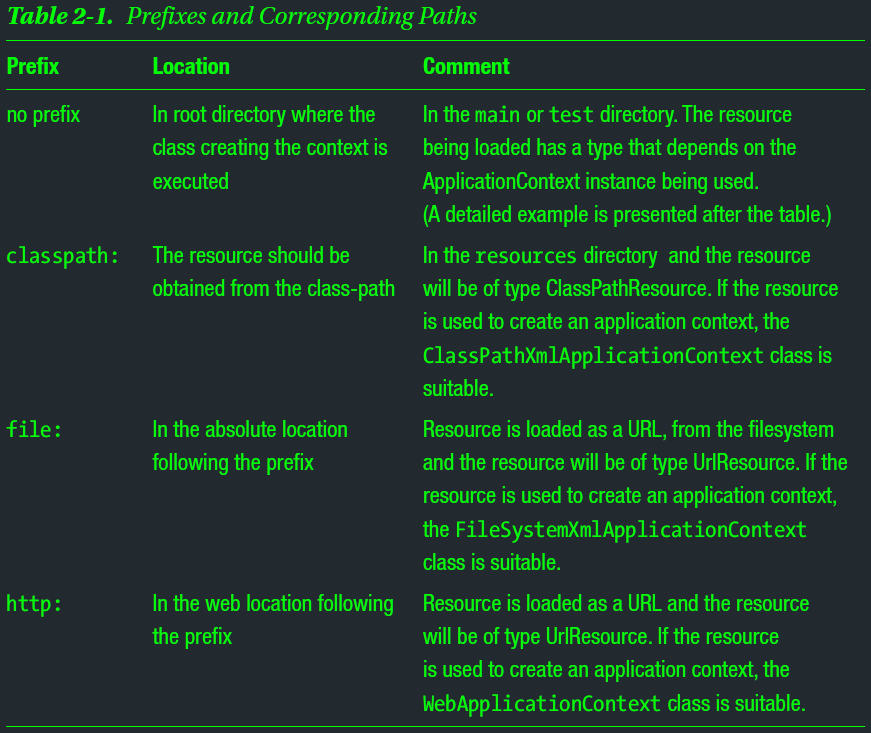 Table 2-1. Prefixes and Corresponding Paths
Prefix Location Comment
no prefix In root directory where the In the main or test directory. The resource
class creating the context is being loaded has a type that depends on the
executed ApplicationContext instance being used.
(A detailed example is presented after the table.)
classpath: The resource should be In the resources directory and the resource
obtained from the class-path will be of type ClassPathResource. If the resource
is used to create an application context, the
ClassPathXmlApplicationContext class is
suitable.
file: In the absolute location Resource is loaded as a URL, from the filesystem
following the prefix and the resource will be of type UrlResource. If the
resource is used to create an application context,
the FileSystemXmlApplicationContext
class is suitable.
http: In the web location following Resource is loaded as a URL and the resource
the prefix will be of type UrlResource. If the resource
is used to create an application context, the
WebApplicationContext class is suitable.